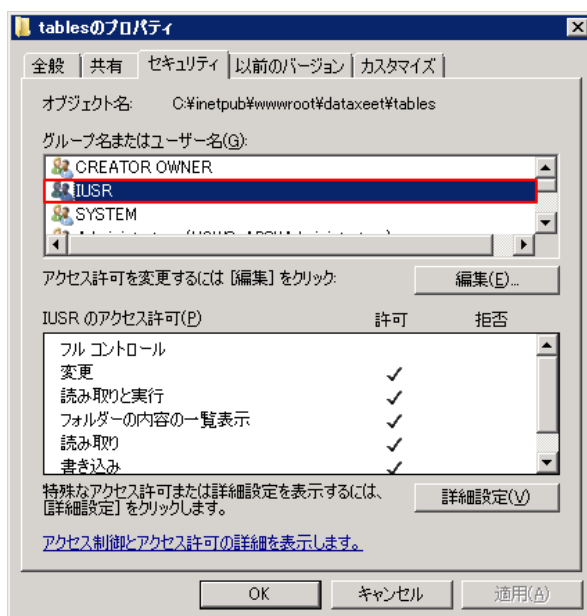 tablesのプロパティ
全般 共有 セキュリティ 以前のバージョン カスタマイズ
オブジェクト名: C:¥inetpub¥wwwroot¥dataxeet¥tables
グループ名またはユーザー名(G):
CREATOR OWNER
IUSR
SYSTEM
アクセス許可を変更するには [編集] をクリック: 編集(E)...
IUSR のアクセス許可(P) 許可 拒否
フル コントロール
変更
読み取りと実行
フォルダーの内容の一覧表示
読み取り
書き込み
特殊なアクセス許可または詳細設定を表示するには、 詳細設定(V)
[詳細設定] をクリックします。
アクセス制御とアクセス許可の詳細を表示します。
OK キャンセル 適用(A)